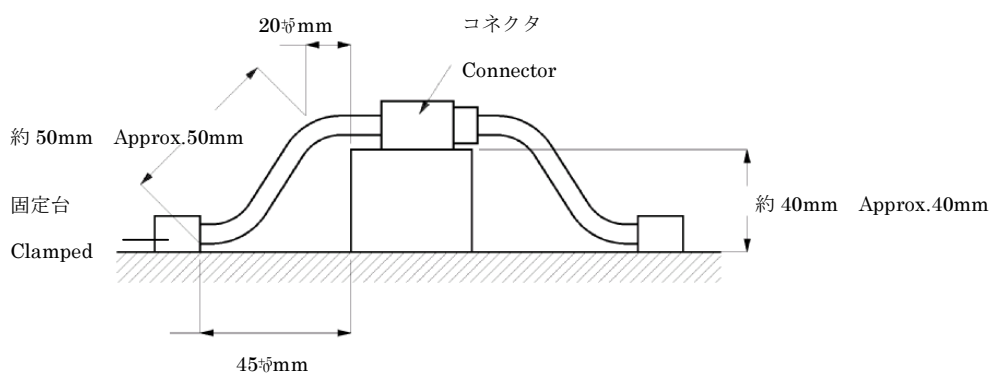 20 mm
コネクタ
Connector
約 50mm Approx.50mm
固定台
約 40mm Approx.40mm
Clamped
45 mm